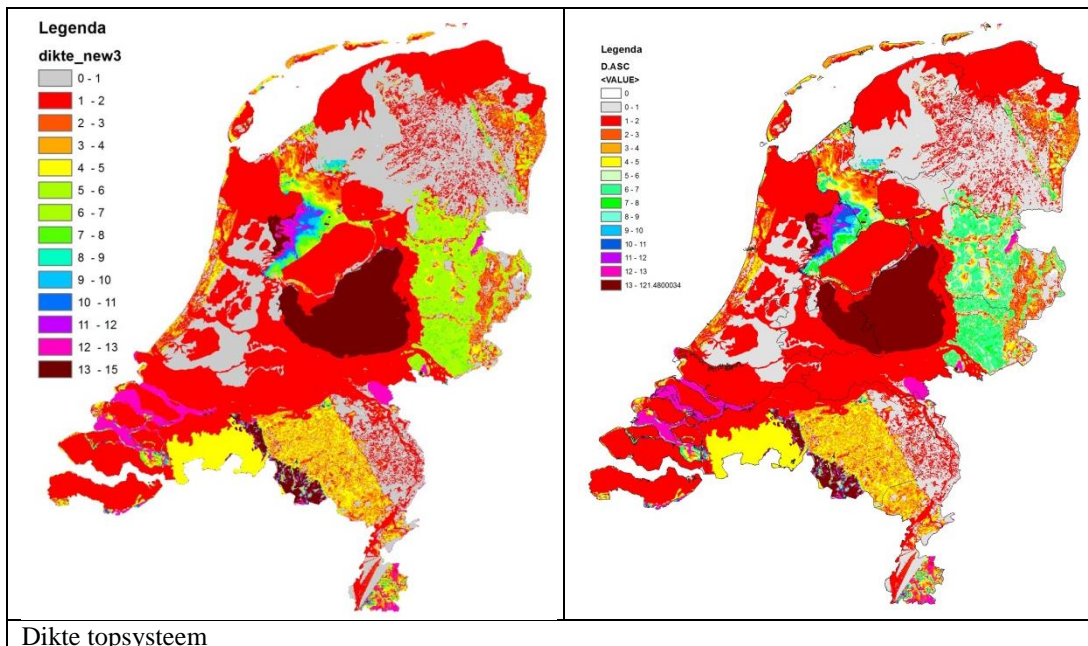 Legenda
dikte_new3
0 - 1
1 - 2
2 - 3
3 - 4
4 - 5
5 - 6
6 - 7
7 - 8
8 - 9
9 - 10
10 - 11
11 - 12
12 - 13
13 - 15
Legenda
D.ASC
<VALUE>
0
0-1
1 - 2
2 - 3
3 - 4
4 - 5
5 - 6
6 - 7
7 - 8
8 - 9
9 - 10
10 - 11
11 - 12
12 - 13
13 - 121.4800034
Dikte topsysteem